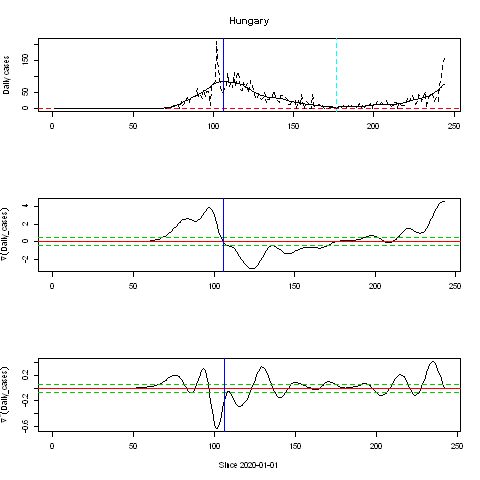 Hungary
Daily cases
0 50 150
0 50 100 150 200 250
∇(Daily_cases)
-2 0 2 4
0 50 100 150 200 250
∇ (Daily_cases)
-0.6 -0.2 0.2
0 50 100 150 200 250
Since 2020-01-01